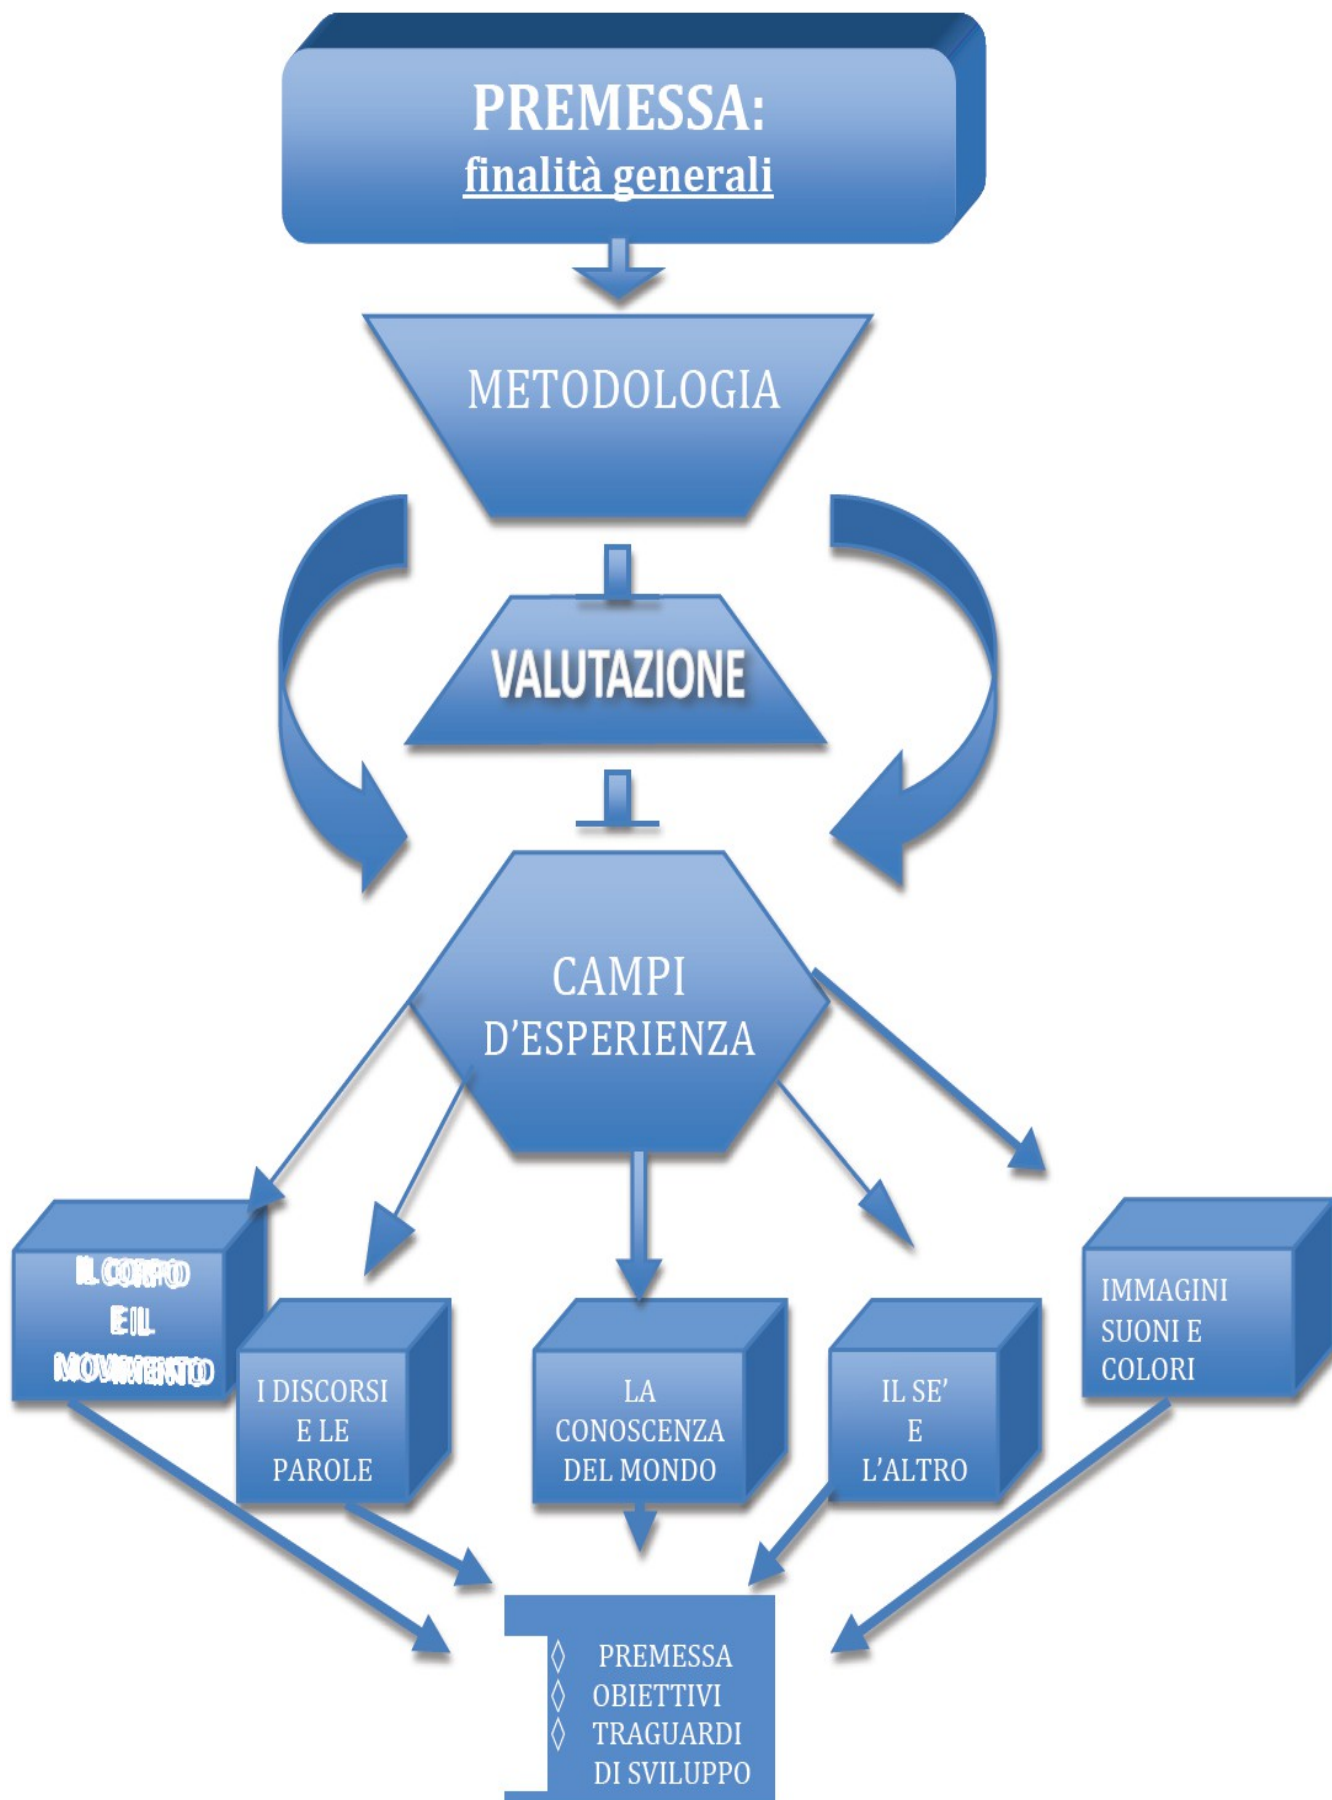 PREMESSA:
finalità generali
METODOLOGIA
VALUTAZIONE
CAMPI
D’ESPERIENZA
IL CORPO
E IL
MOVIMENTO
I DISCORSI
E LE
PAROLE
LA
CONOSCENZA
DEL MONDO
IL SE’
E
L’ALTRO
IMMAGINI
SUONI E
COLORI
◊ PREMESSA
◊ OBIETTIVI
◊ TRAGUARDI
DI SVILUPPO